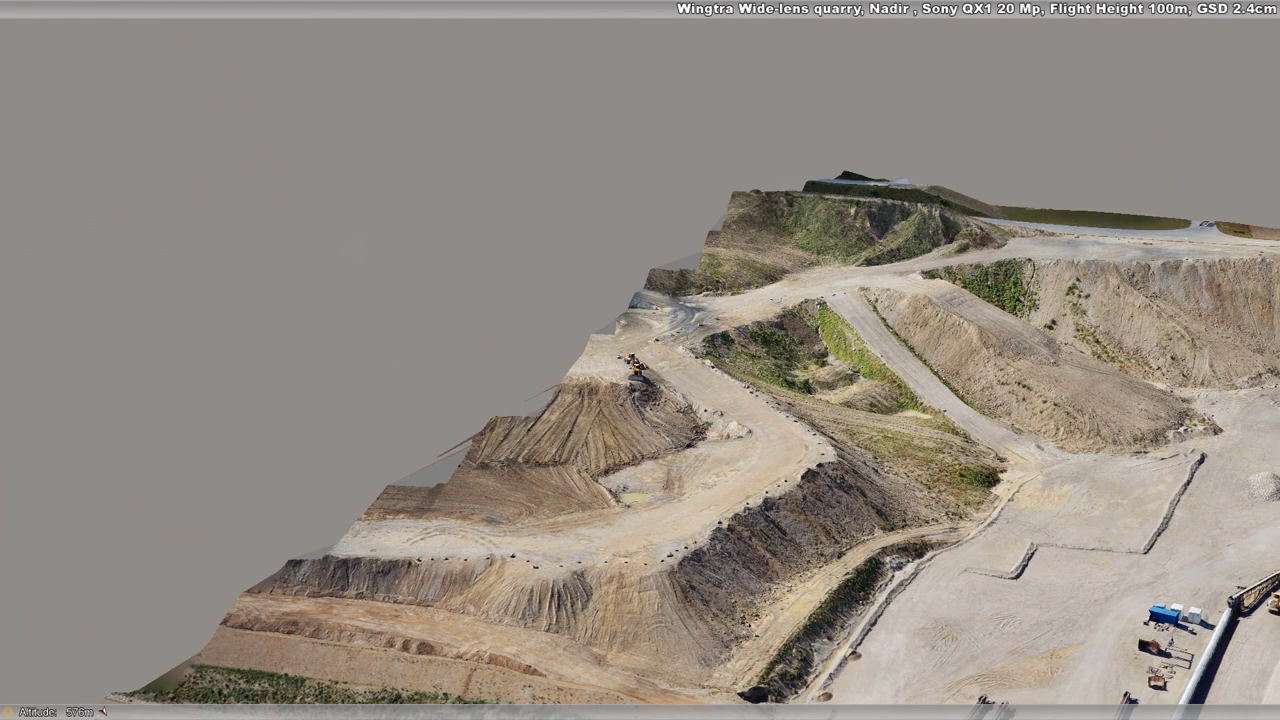 Wingtra Wide-lens quarry, Nadir , Sony QX1 20 Mp, Flight Height 100m, GSD 2.4cm
Altitude: 576m